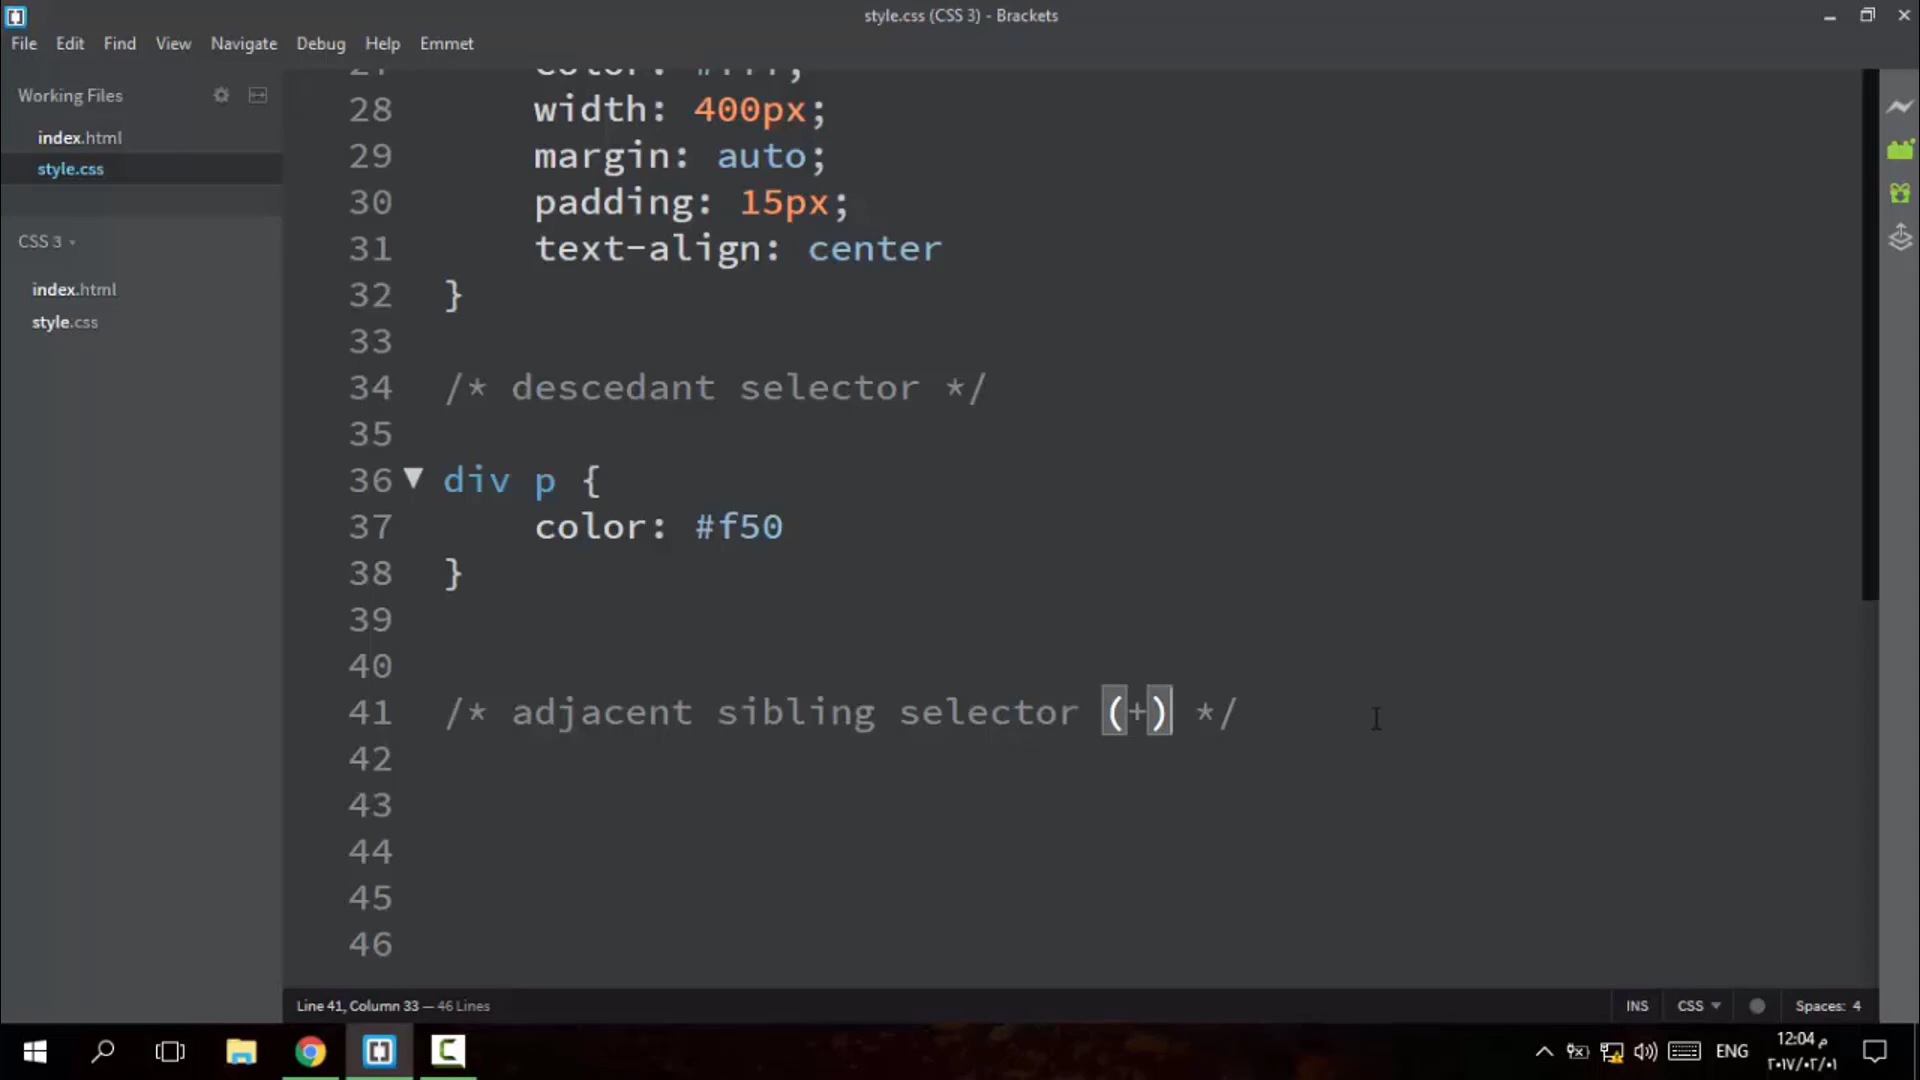 style.css (CSS 3) - Brackets
File Edit Find View Navigate Debug Help Emmet
Working Files
index.html
style.css
CSS 3
index.html
style.css
28 width: 400px;
29 margin: auto;
30 padding: 15px;
31 text-align: center
32 }
33
34 /* descedant selector */
35
36 div p {
37 color: #f50
38 }
39
40
41 /* adjacent sibling selector (+) */
42
43
44
45
46
Line 41, Column 33 — 46 Lines
INS CSS Spaces: 4
ENG
12:04 م
٢٠١٧/٠٢/٠١